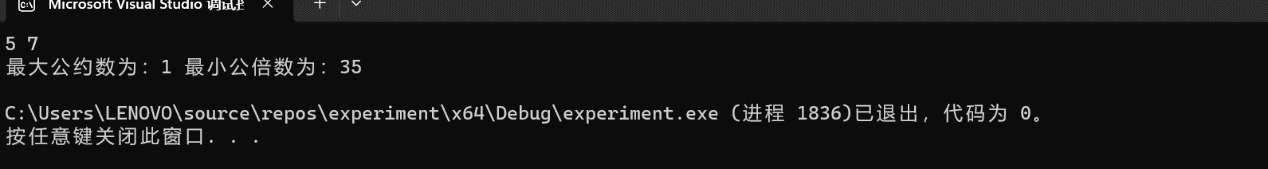 Microsoft Visual Studio 调试
5 7
最大公约数为：1 最小公倍数为：35
C:\Users\LENOVO\source\repos\experiment\x64\Debug\experiment.exe (进程 1836)已退出，代码为 0。
按任意键关闭此窗口. . .